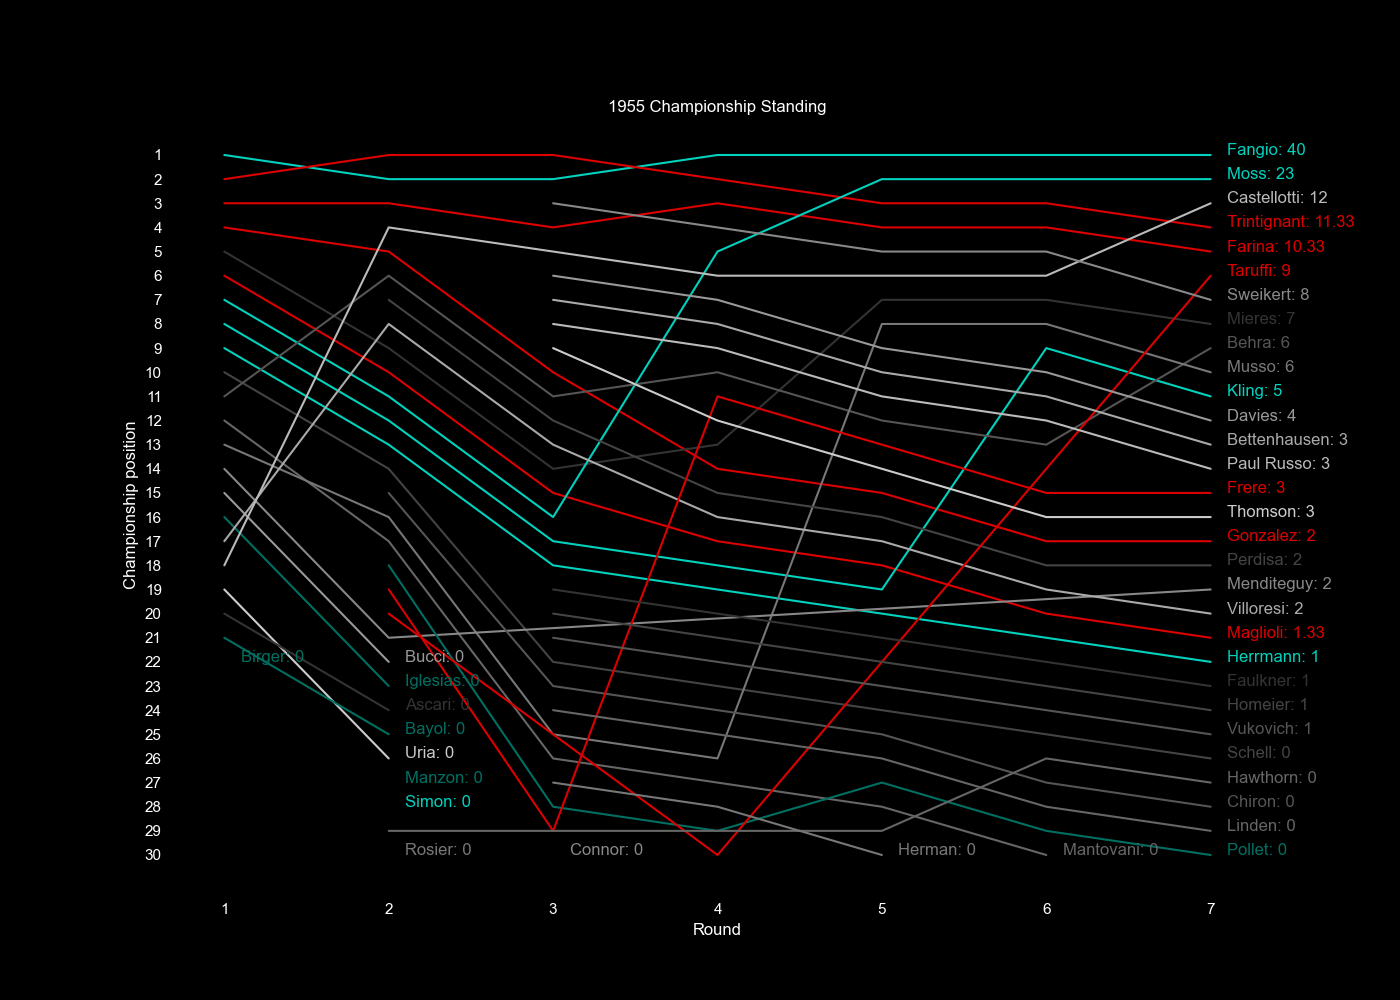 1955 Championship Standing
Championship position
1
2
3
4
5
6
7
8
9
10
11
12
13
14
15
16
17
18
19
20
21
22
23
24
25
26
27
28
29
30
Fangio: 40
Moss: 23
Castellotti: 12
Trintignant: 11.33
Farina: 10.33
Taruffi: 9
Sweikert: 8
Mieres: 7
Behra: 6
Musso: 6
Kling: 5
Davies: 4
Bettenhausen: 3
Paul Russo: 3
Frere: 3
Thomson: 3
Gonzalez: 2
Perdisa: 2
Menditeguy: 2
Villoresi: 2
Maglioli: 1.33
Herrmann: 1
Faulkner: 1
Homeier: 1
Vukovich: 1
Schell: 0
Hawthorn: 0
Chiron: 0
Linden: 0
Pollet: 0
Birger: 0
Bucci: 0
Iglesias: 0
Ascari: 0
Bayol: 0
Uria: 0
Manzon: 0
Simon: 0
Rosier: 0
Connor: 0
Herman: 0
Mantovani: 0
1 2 3 4 5 6 7
Round